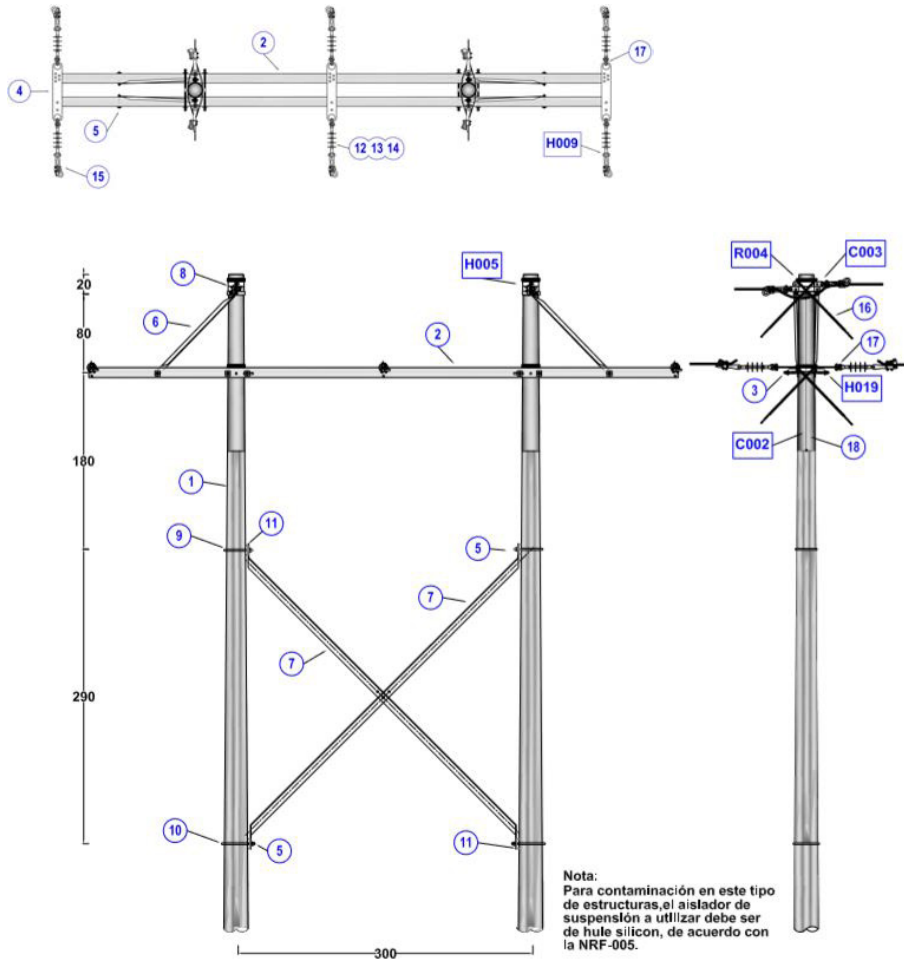 2
17
4
5
12 13 14
H009
15
20
80
180
290
8
H005
6
2
R004
C003
16
17
3
H019
C002
18
1
9
11
5
7
7
10
5
11
300
Nota:
Para contaminación en este tipo
de estructuras,el aislador de
suspensión a utilizar debe ser
de hule silicon, de acuerdo con
la NRF-005.